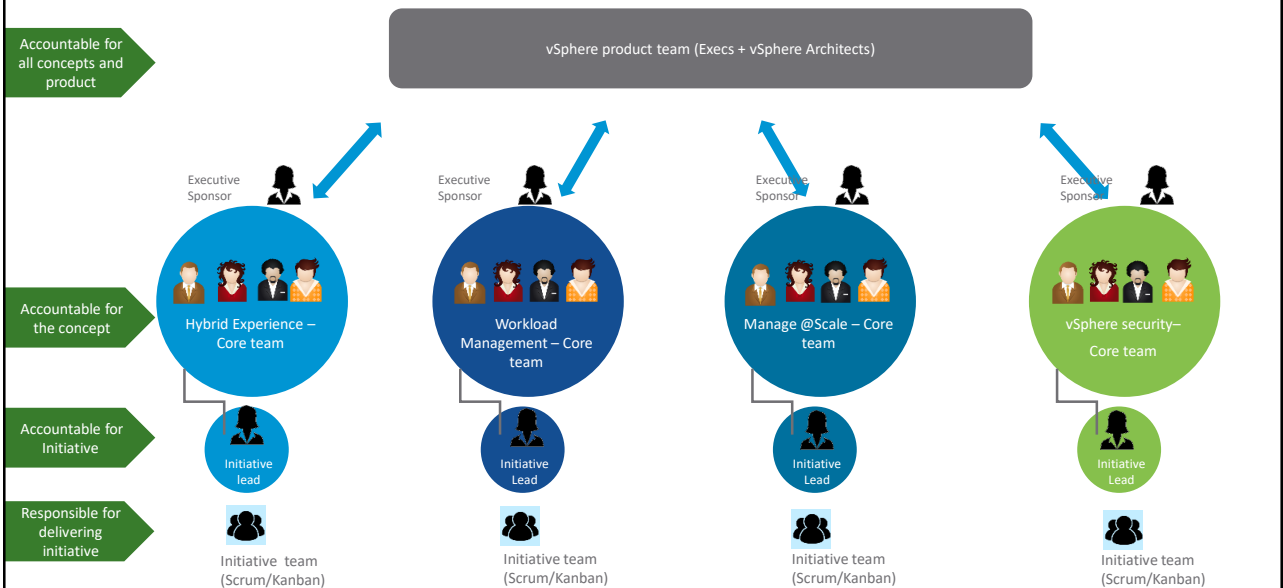 Accountable for
all concepts and
product
vSphere product team (Execs + vSphere Architects)
Executive
Sponsor
Executive
Sponsor
Executive
Sponsor
Executive
Sponsor
Accountable for
the concept
Hybrid Experience –
Core team
Workload
Management – Core
team
Manage @Scale – Core
team
vSphere security–
Core team
Accountable for
Initiative
Initiative
lead
Initiative
Lead
Initiative
Lead
Initiative
Lead
Responsible for
delivering
initiative
Initiative team
(Scrum/Kanban)
Initiative team
(Scrum/Kanban)
Initiative team
(Scrum/Kanban)
Initiative team
(Scrum/Kanban)